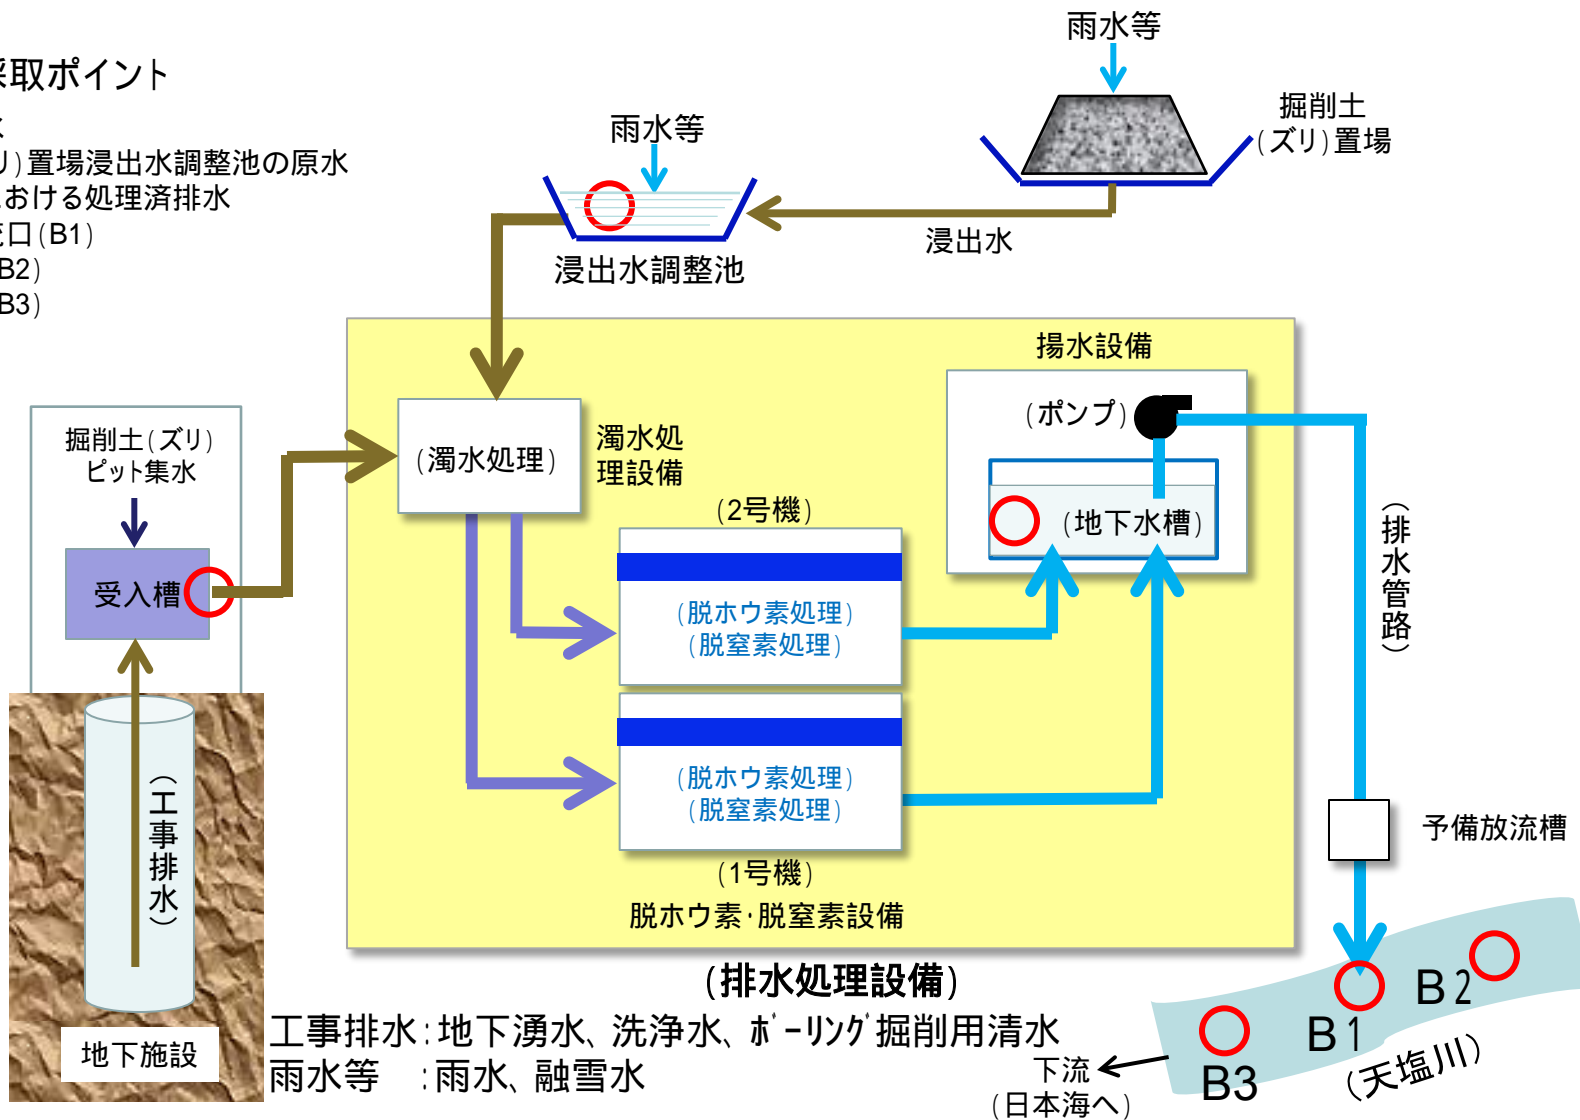 採取ポイント
水
リ)置場浸出水調整池の原水
おける処理済排水
流口(B1)
B2)
B3)
雨水等
掘削土
(ズリ)置場
雨水等
浸出水
浸出水調整池
揚水設備
(ポンプ)
(地下水槽)
掘削土(ズリ)
ピット集水
受入槽
(濁水処理)
濁水処
理設備
(2号機)
(脱ホウ素処理)
(脱窒素処理)
(脱ホウ素処理)
(脱窒素処理)
(1号機)
脱ホウ素・脱窒素設備
(排水処理設備)
(排水管路)
予備放流槽
(工事排水)
地下施設
工事排水:地下湧水、洗浄水、ボーリング掘削用清水
雨水等 :雨水、融雪水
B2
B1
B3
(天塩川)
下流
(日本海へ)